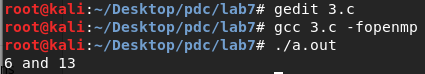 root@kali:~/Desktop/pdc/lab7# gedit 3.c
root@kali:~/Desktop/pdc/lab7# gcc 3.c -fopenmp
root@kali:~/Desktop/pdc/lab7# ./a.out
6 and 13